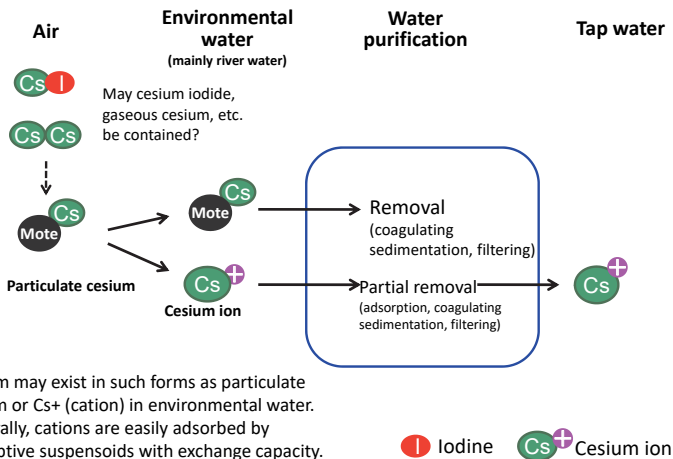 Air
Environmental
water
(mainly river water)
Water
purification
Tap water
Cs I
May cesium iodide,
gaseous cesium, etc.
be contained?
Cs Cs
Cs
Mote
Particulate cesium
Cs
Mote
Removal
(coagulating
sedimentation, filtering)
Cs +
Cesium ion
Partial removal
(adsorption, coagulating
sedimentation, filtering)
Cs +
m may exist in such forms as particulate
m or Cs+ (cation) in environmental water.
rally, cations are easily adsorbed by
ptive suspensoids with exchange capacity.
I Iodine
Cs + Cesium ion